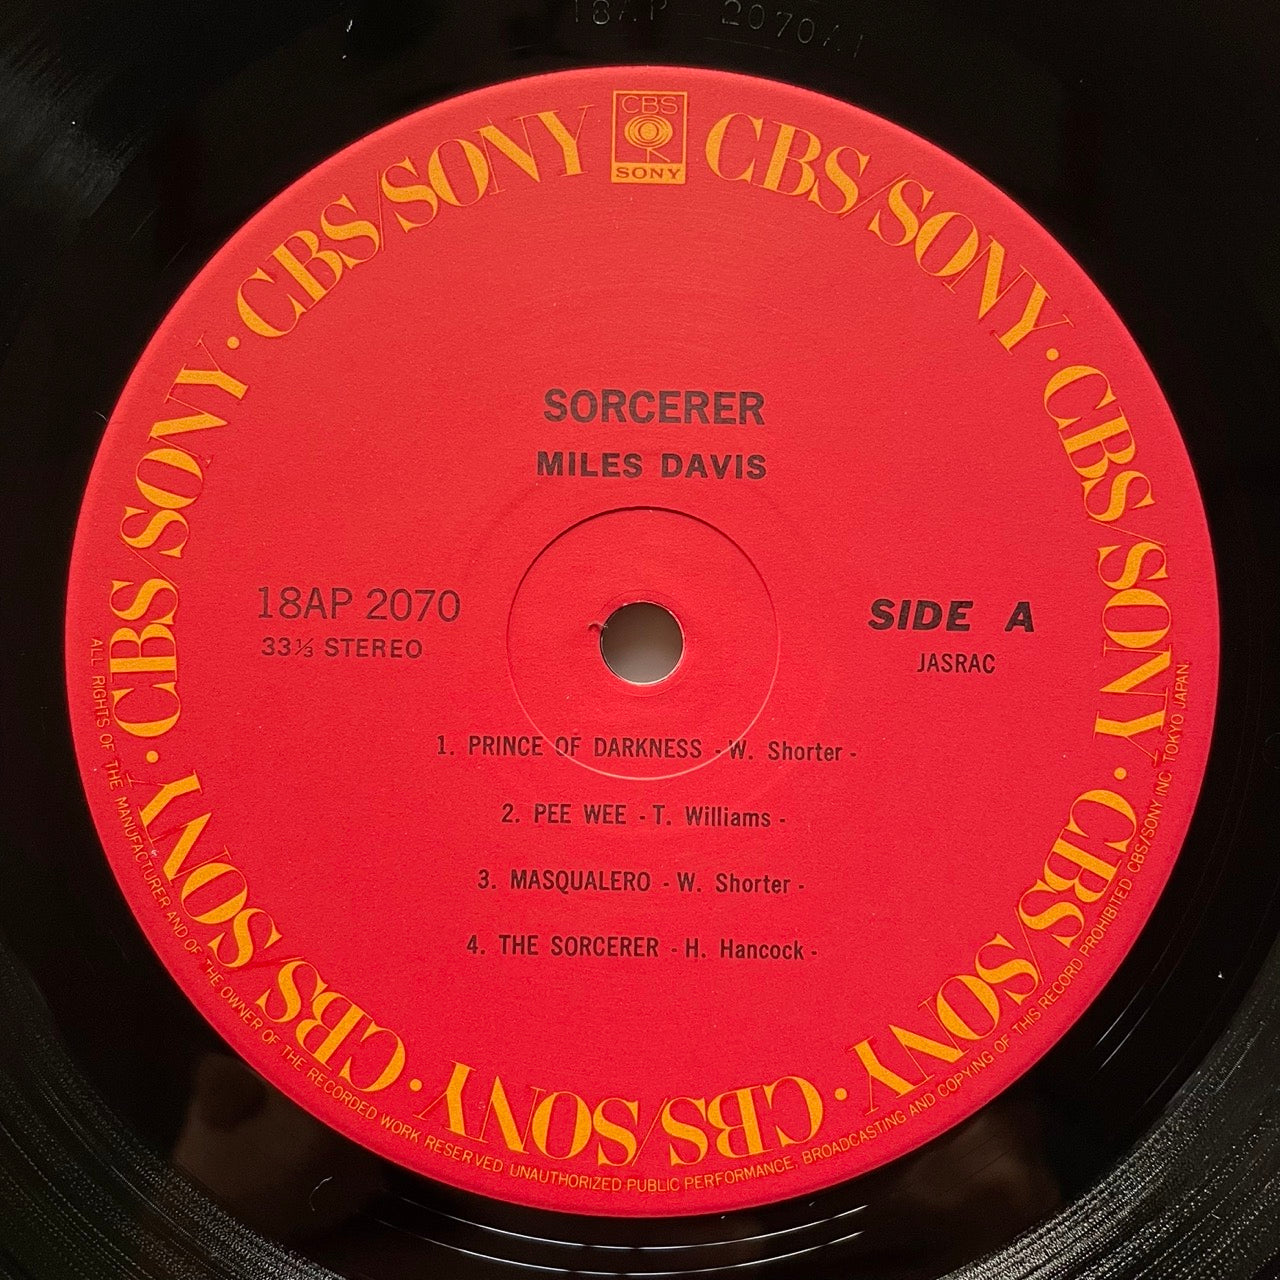 18AP-2070A1
CBS
SONY
CBS/SONY · CBS/SONY · CBS/SONY · CBS/SONY · CBS/SONY · CBS/SONY · CBS/SONY · CBS/SONY
SORCERER
MILES DAVIS
18AP 2070
33⅓ STEREO
SIDE A
JASRAC
1. PRINCE OF DARKNESS - W. Shorter -
2. PEE WEE - T. Williams -
3. MASQUALERO - W. Shorter -
4. THE SORCERER - H. Hancock -
ALL RIGHTS OF THE MANUFACTURER AND OF THE OWNER OF THE RECORDED WORK RESERVED UNAUTHORIZED PUBLIC PERFORMANCE, BROADCASTING AND COPYING OF THIS RECORD PROHIBITED CBS/SONY INC. TOKYO JAPAN.